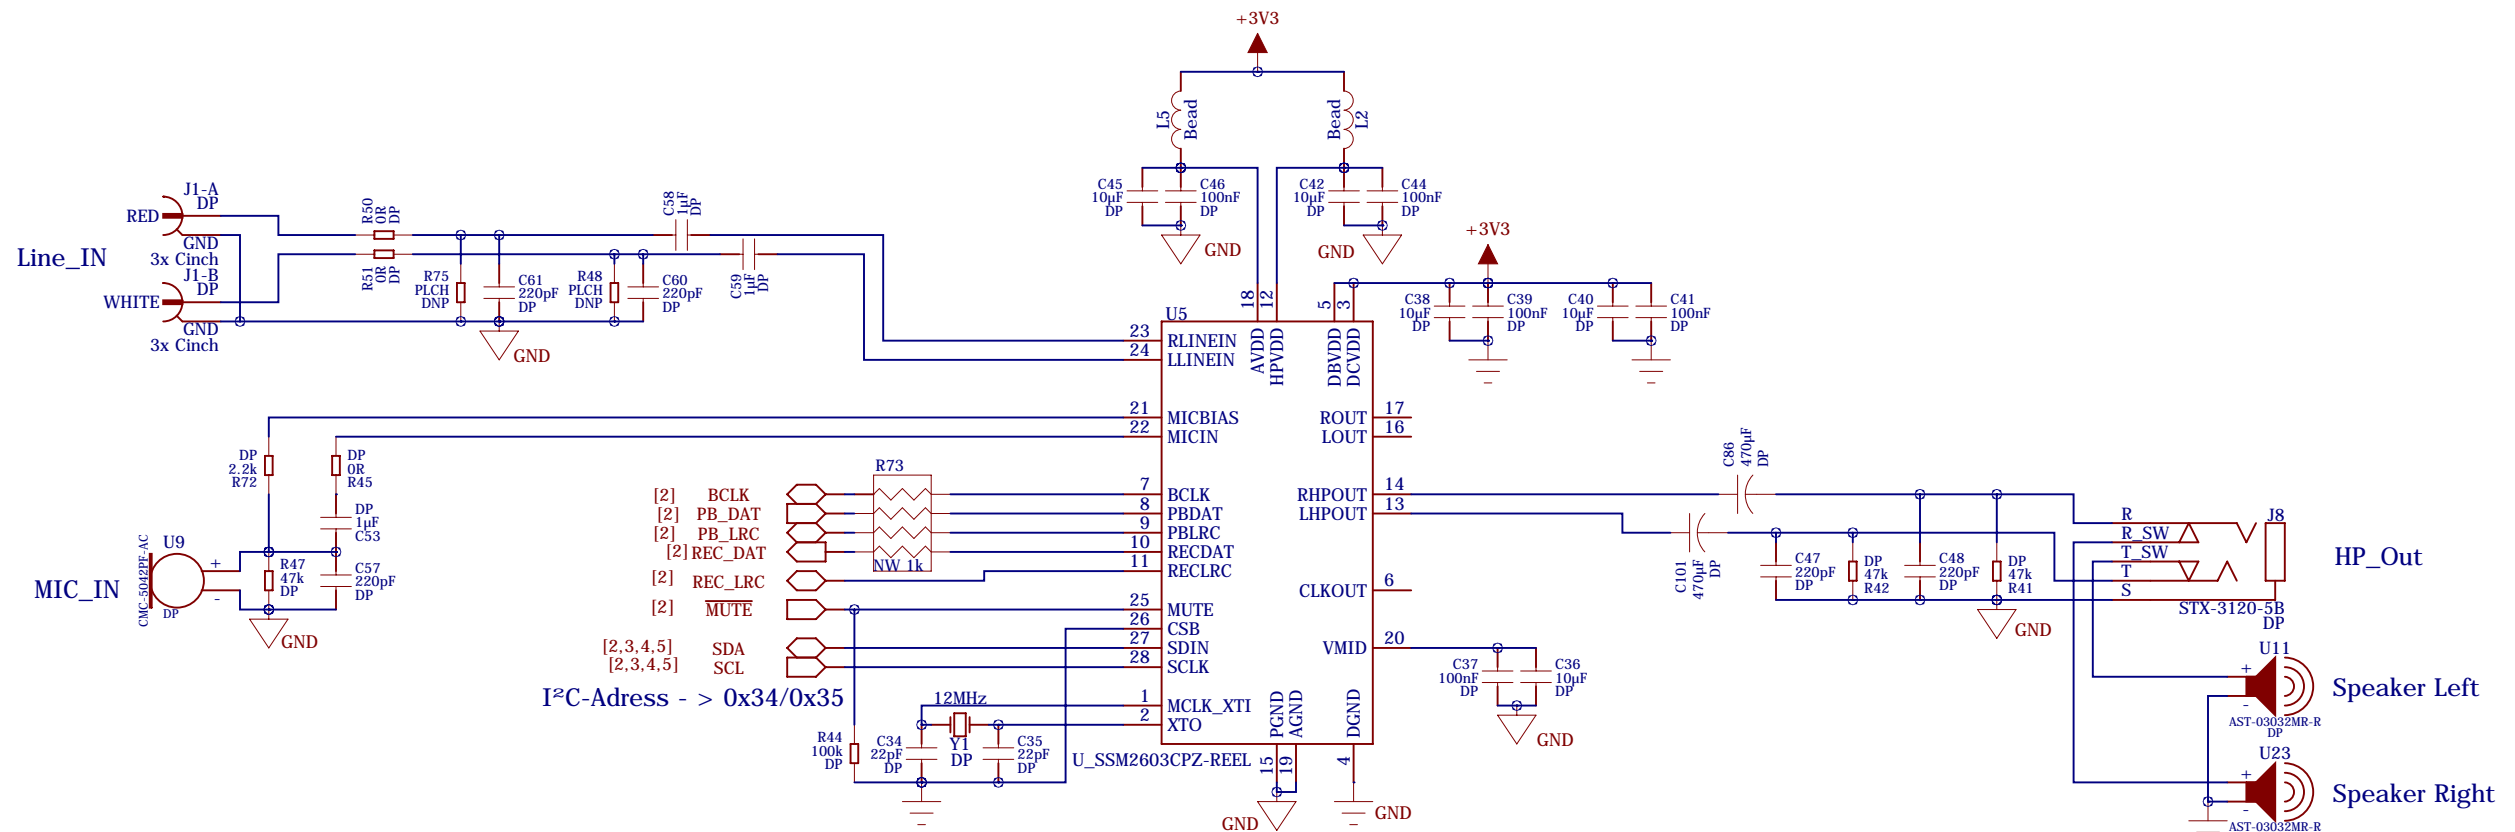 +3V3
L5
Bead
Bead
L2
C45
10µF
DP
C46
100nF
DP
C42
10µF
DP
C44
100nF
DP
GND
GND
+3V3
J1-A
DP
RED
GND
3x Cinch
Line_IN
J1-B
DP
WHITE
GND
3x Cinch
R50
0R
DP
R51
0R
DP
C58
1µF
DP
C59
1µF
DP
R75
PLCH
DNP
C61
220pF
DP
R48
PLCH
DNP
C60
220pF
DP
GND
C38
10µF
DP
C39
100nF
DP
C40
10µF
DP
C41
100nF
DP
U5
18
12
5
3
AVDD
HPVDD
DBVDD
DCVDD
23 RLINEIN
24 LLINEIN
21 MICBIAS
22 MICIN
ROUT 17
LOUT 16
DP
2.2k
R72
DP
0R
R45
DP
1µF
C53
U9
CMC-5042PF-AC
+
-
DP
MIC_IN
R47
47k
DP
C57
220pF
DP
GND
R73
NW 1k
[2] BCLK
[2] PB_DAT
[2] PB_LRC
[2] REC_DAT
[2] REC_LRC
[2] MUTE
[2,3,4,5] SDA
[2,3,4,5] SCL
I²C-Adress - > 0x34/0x35
7 BCLK
8 PBDAT
9 PBLRC
10 RECDAT
11 RECLRC
25 MUTE
26 CSB
27 SDIN
28 SCLK
1 MCLK_XTI
2 XTO
RHPOUT 14
LHPOUT 13
CLKOUT 6
VMID 20
PGND
AGND
DGND
15
19
4
U_SSM2603CPZ-REEL
GND
GND
12MHz
Y1
DP
R44
100k
DP
C34
22pF
DP
C35
22pF
DP
C37
100nF
DP
C36
10µF
DP
GND
C86
470µF
DP
C101
470µF
DP
C47
220pF
DP
DP
47k
R42
C48
220pF
DP
DP
47k
R41
GND
R
R_SW
T_SW
T
S
J8
STX-3120-5B
DP
HP_Out
U11
+
-
AST-03032MR-R
DP
Speaker Left
U23
+
-
AST-03032MR-R
Speaker Right